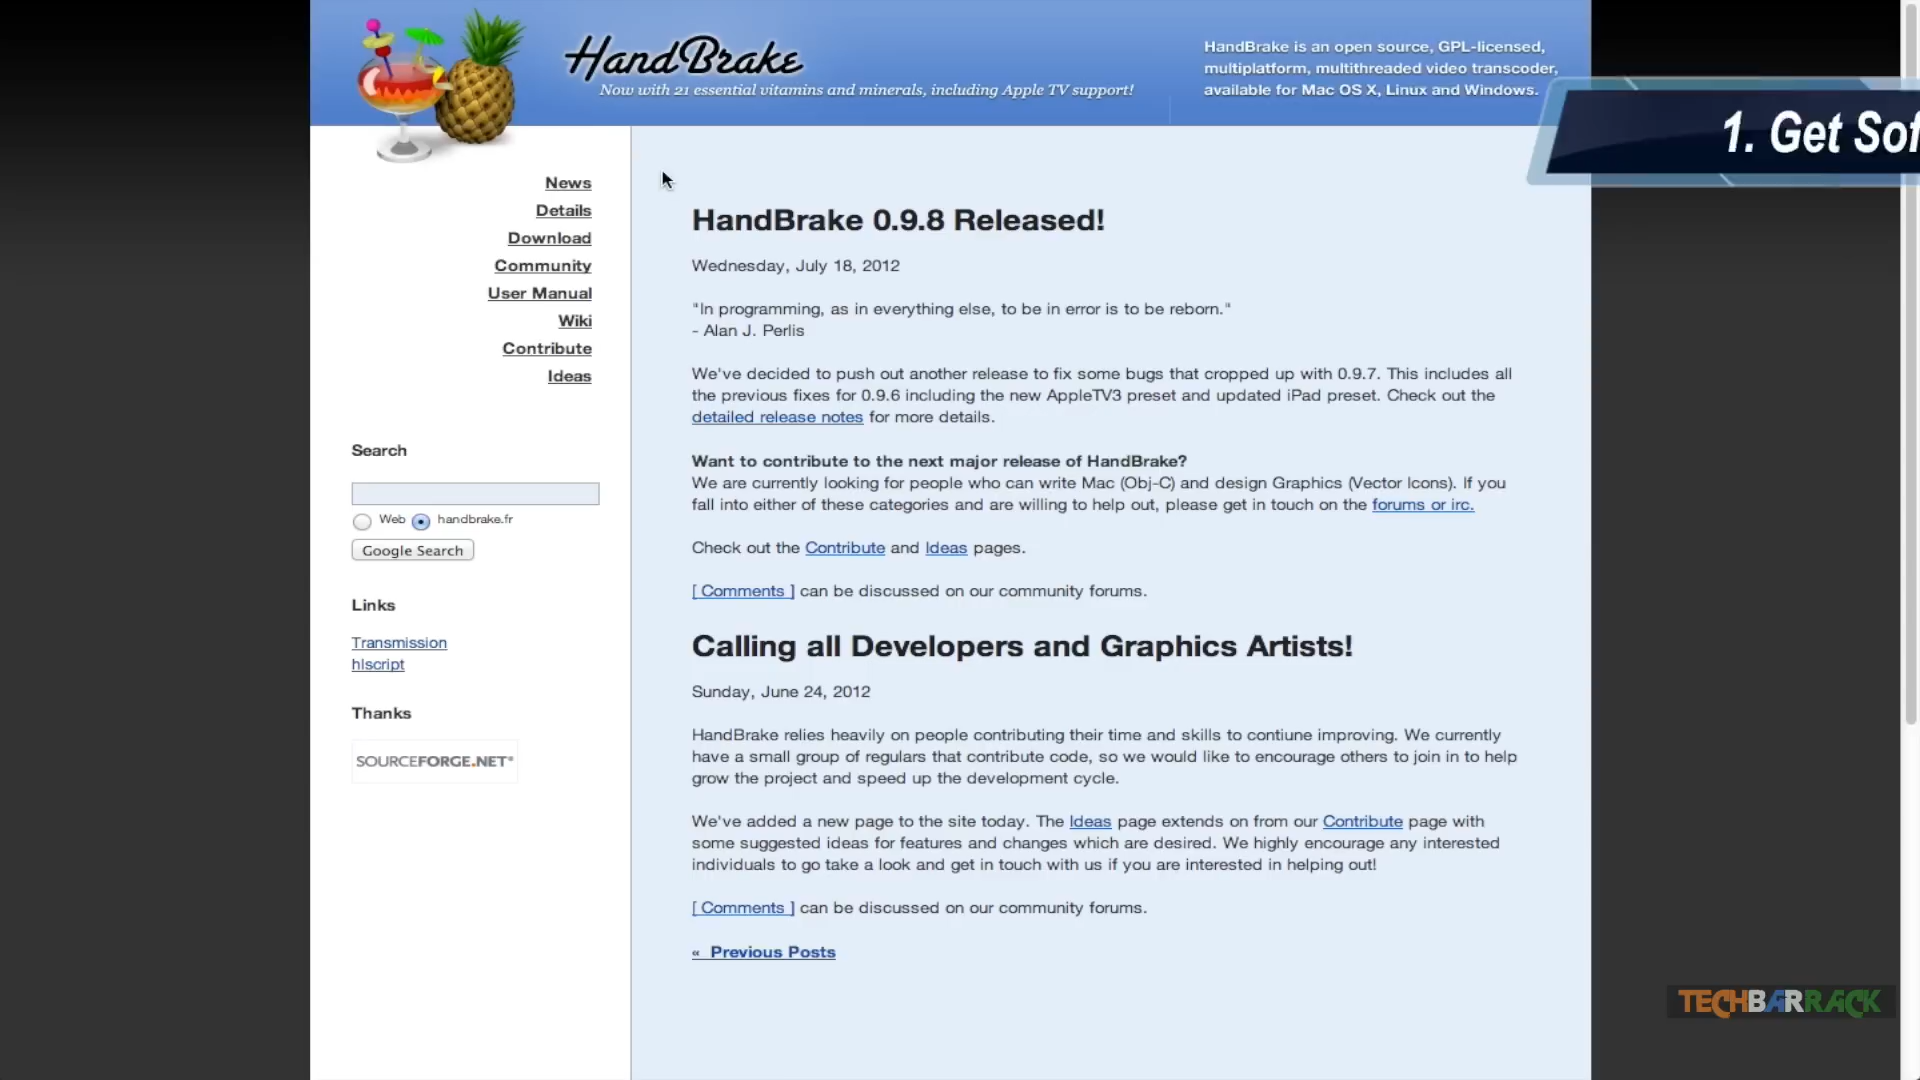 HandBrake
Now with 21 essential vitamins and minerals, including Apple TV support!
HandBrake is an open source, GPL-licensed,
multiplatform, multithreaded video transcoder,
available for Mac OS X, Linux and Windows.
1. Get
News
Details
Download
Community
User Manual
Wiki
Contribute
Ideas
Search
Web handbrake.fr
Google Search
Links
Transmission
hlscript
Thanks
SOURCEFORGE.NET®
HandBrake 0.9.8 Released!
Wednesday, July 18, 2012
"In programming, as in everything else, to be in error is to be reborn."
- Alan J. Perlis
We've decided to push out another release to fix some bugs that cropped up with 0.9.7. This includes all
the previous fixes for 0.9.6 including the new AppleTV3 preset and updated iPad preset. Check out the
detailed release notes for more details.
Want to contribute to the next major release of HandBrake?
We are currently looking for people who can write Mac (Obj-C) and design Graphics (Vector Icons). If you
fall into either of these categories and are willing to help out, please get in touch on the forums or irc.
Check out the Contribute and Ideas pages.
[ Comments ] can be discussed on our community forums.
Calling all Developers and Graphics Artists!
Sunday, June 24, 2012
HandBrake relies heavily on people contributing their time and skills to contiune improving. We currently
have a small group of regulars that contribute code, so we would like to encourage others to join in to help
grow the project and speed up the development cycle.
We've added a new page to the site today. The Ideas page extends on from our Contribute page with
some suggested ideas for features and changes which are desired. We highly encourage any interested
individuals to go take a look and get in touch with us if you are interested in helping out!
[ Comments ] can be discussed on our community forums.
« Previous Posts
TECHBARRACK